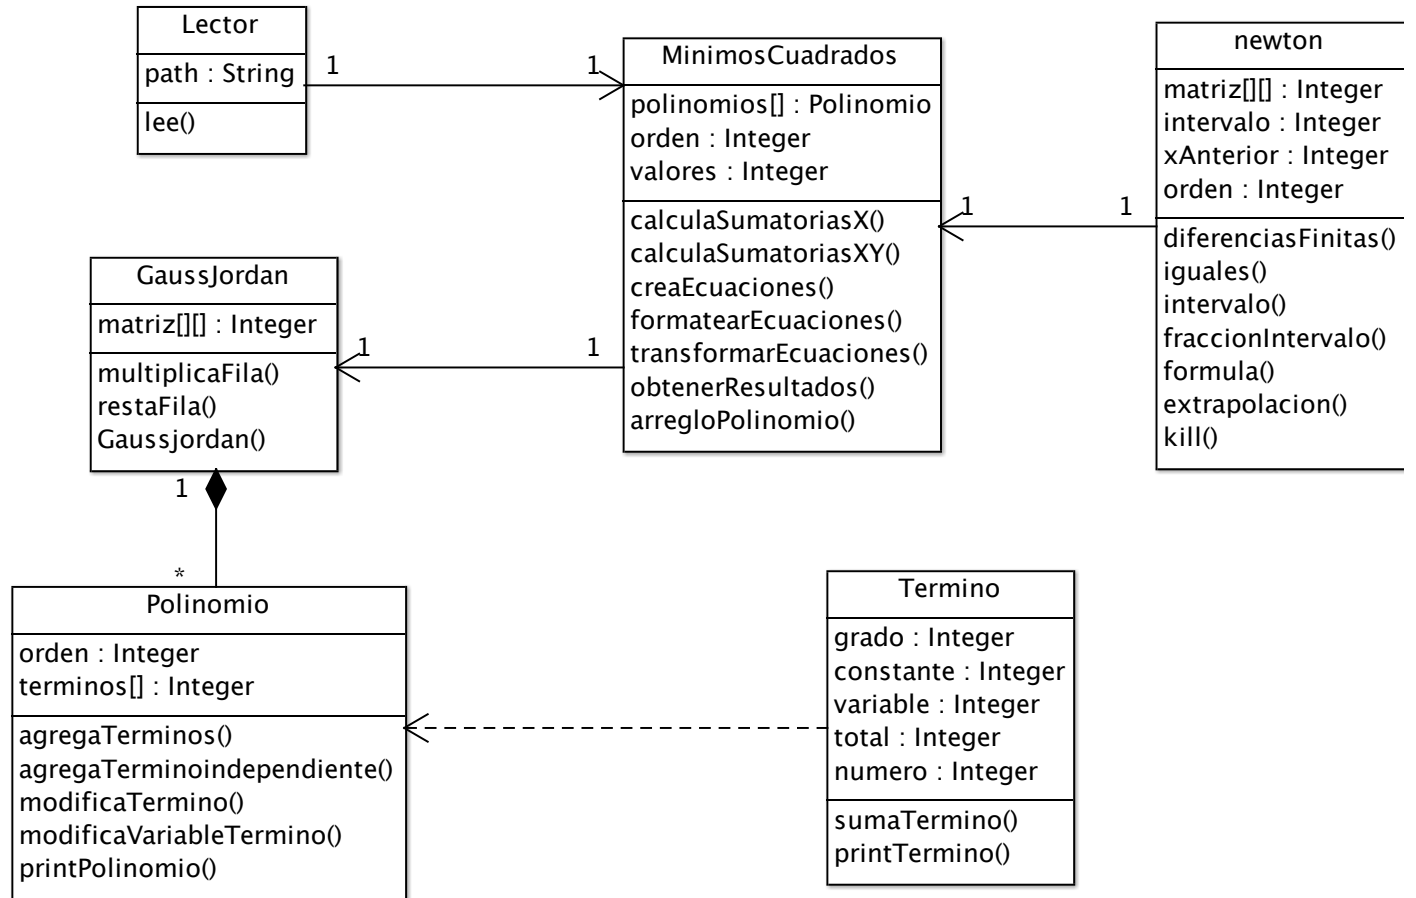 Lector
path : String
lee()
1
1
MinimosCuadrados
polinomios[] : Polinomio
orden : Integer
valores : Integer
calculaSumatoriasX()
calculaSumatoriasXY()
creaEcuaciones()
formatearEcuaciones()
transformarEcuaciones()
obtenerResultados()
arregloPolinomio()
1
1
newton
matriz[][] : Integer
intervalo : Integer
xAnterior : Integer
orden : Integer
diferenciasFinitas()
iguales()
intervalo()
fraccionIntervalo()
formula()
extrapolacion()
kill()
GaussJordan
matriz[][] : Integer
multiplicaFila()
restaFila()
Gaussjordan()
1
1
1
*
Polinomio
orden : Integer
terminos[] : Integer
agregaTerminos()
agregaTerminoindependiente()
modificaTermino()
modificaVariableTermino()
printPolinomio()
Termino
grado : Integer
constante : Integer
variable : Integer
total : Integer
numero : Integer
sumaTermino()
printTermino()